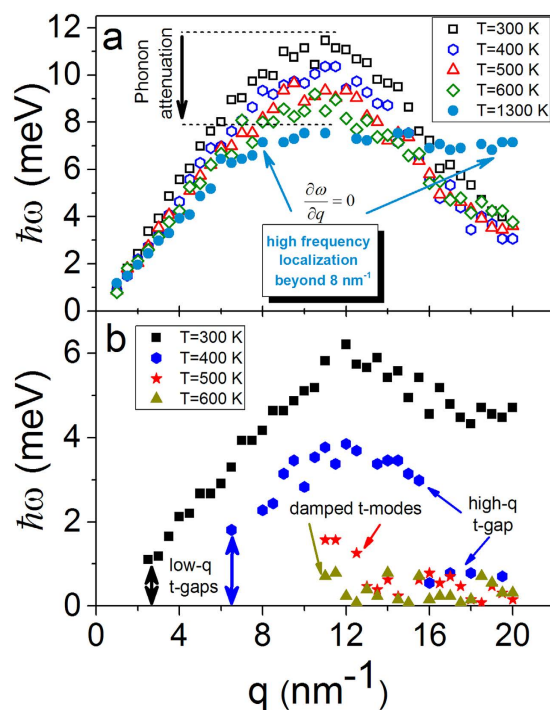 a
Phonon
attenuation
T=300 K
T=400 K
T=500 K
T=600 K
T=1300 K
ħω (meV)
12
10
8
6
4
2
0
∂ω/∂q = 0
high frequency
localization
beyond 8 nm⁻¹
b
T=300 K
T=400 K
T=500 K
T=600 K
ħω (meV)
6
4
2
0
damped t-modes
high-q
t-gap
low-q
t-gaps
0 4 8 12 16 20
q (nm⁻¹)